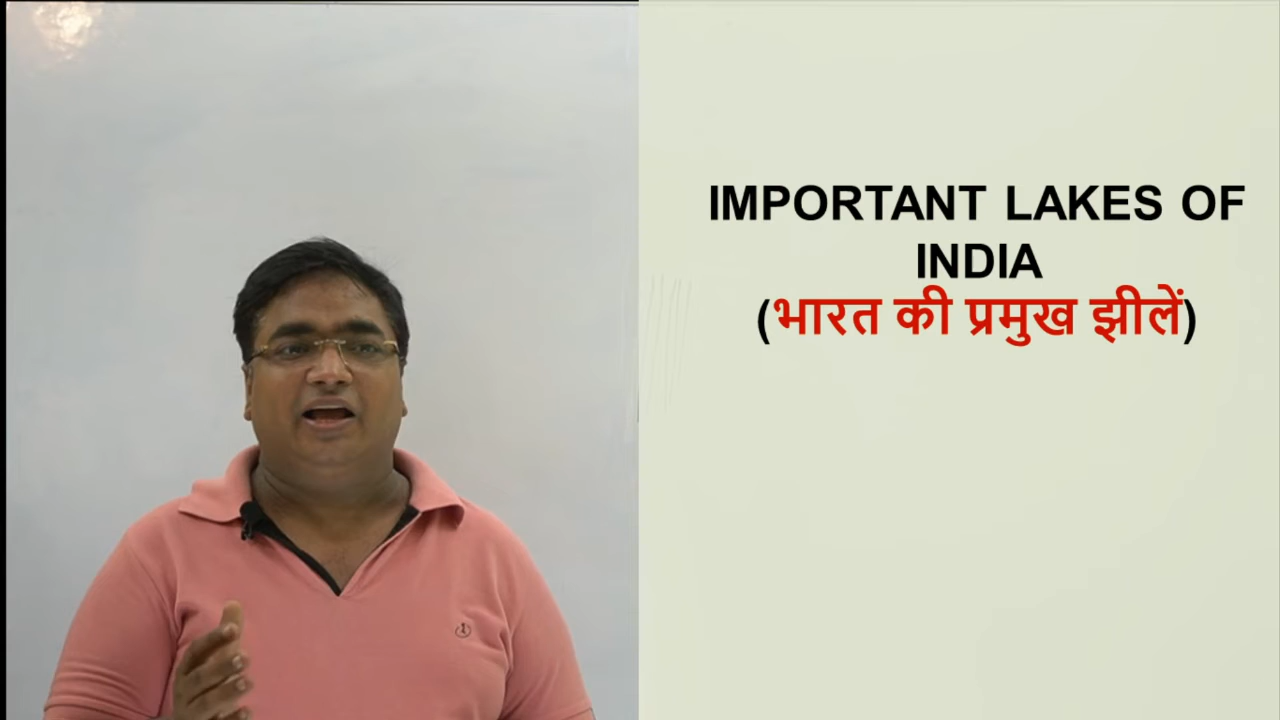 IMPORTANT LAKES OF
INDIA
(भारत की प्रमुख झीलें)